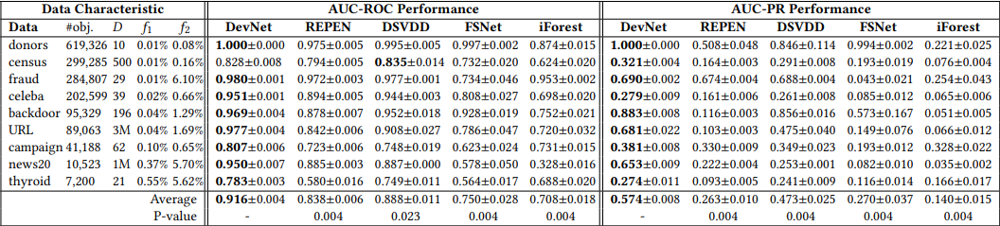 Data Characteristic AUC-ROC Performance AUC-PR Performance
Data #obj. D f1 f2 DevNet REPEN DSVDD FSNet iForest DevNet REPEN DSVDD FSNet iForest
donors 619,326 10 0.01% 0.08% 1.000±0.000 0.975±0.005 0.995±0.005 0.997±0.002 0.874±0.015 1.000±0.000 0.508±0.048 0.846±0.114 0.994±0.002 0.221±0.025
census 299,285 500 0.01% 0.16% 0.828±0.008 0.794±0.005 0.835±0.014 0.732±0.020 0.624±0.020 0.321±0.004 0.164±0.003 0.291±0.008 0.193±0.019 0.076±0.004
fraud 284,807 29 0.01% 6.10% 0.980±0.001 0.972±0.003 0.977±0.001 0.734±0.046 0.953±0.002 0.690±0.002 0.674±0.004 0.688±0.004 0.043±0.021 0.254±0.043
celeba 202,599 39 0.02% 0.66% 0.951±0.001 0.894±0.005 0.944±0.003 0.808±0.027 0.698±0.020 0.279±0.009 0.161±0.006 0.261±0.008 0.085±0.012 0.065±0.006
backdoor 95,329 196 0.04% 1.29% 0.969±0.004 0.878±0.007 0.952±0.018 0.928±0.019 0.752±0.021 0.883±0.008 0.116±0.003 0.856±0.016 0.573±0.167 0.051±0.005
URL 89,063 3M 0.04% 1.69% 0.977±0.004 0.842±0.006 0.908±0.027 0.786±0.047 0.720±0.032 0.681±0.022 0.103±0.003 0.475±0.040 0.149±0.076 0.066±0.012
campaign 41,188 62 0.10% 0.65% 0.807±0.006 0.723±0.006 0.748±0.019 0.623±0.024 0.731±0.015 0.381±0.008 0.330±0.009 0.349±0.023 0.193±0.012 0.328±0.022
news20 10,523 1M 0.37% 5.70% 0.950±0.007 0.885±0.003 0.887±0.000 0.578±0.050 0.328±0.016 0.653±0.009 0.222±0.004 0.253±0.001 0.082±0.010 0.035±0.002
thyroid 7,200 21 0.55% 5.62% 0.783±0.003 0.580±0.016 0.749±0.011 0.564±0.017 0.688±0.020 0.274±0.011 0.093±0.005 0.241±0.009 0.116±0.014 0.166±0.017
Average 0.916±0.004 0.838±0.006 0.888±0.011 0.750±0.028 0.708±0.018 0.574±0.008 0.263±0.010 0.473±0.025 0.270±0.037 0.140±0.015
P-value - 0.004 0.023 0.004 0.004 - 0.004 0.004 0.004 0.004